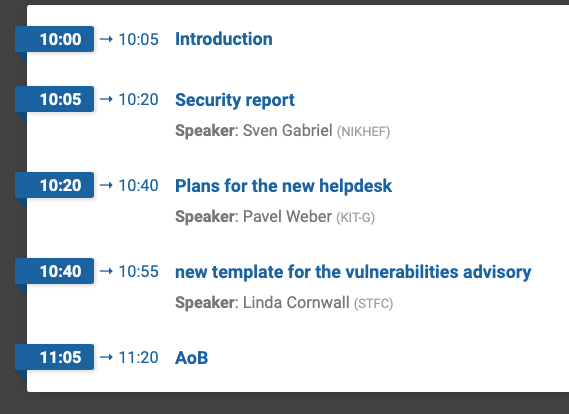 10:00 → 10:05 Introduction
10:05 → 10:20 Security report
Speaker: Sven Gabriel (NIKHEF)
10:20 → 10:40 Plans for the new helpdesk
Speaker: Pavel Weber (KIT-G)
10:40 → 10:55 new template for the vulnerabilities advisory
Speaker: Linda Cornwall (STFC)
11:05 → 11:20 AoB